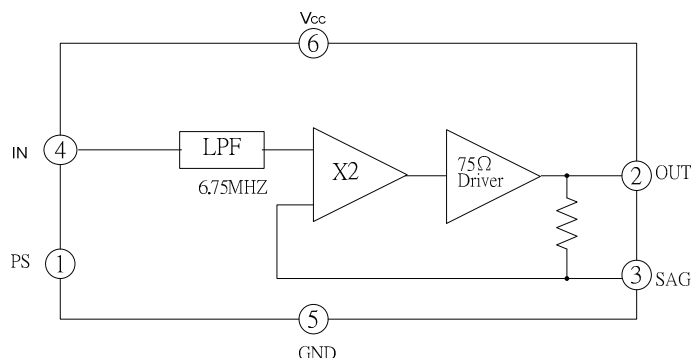 Vcc
6
IN
4
LPF
6.75MHZ
X2
75Ω
Driver
2
OUT
PS
1
3
SAG
5
GND